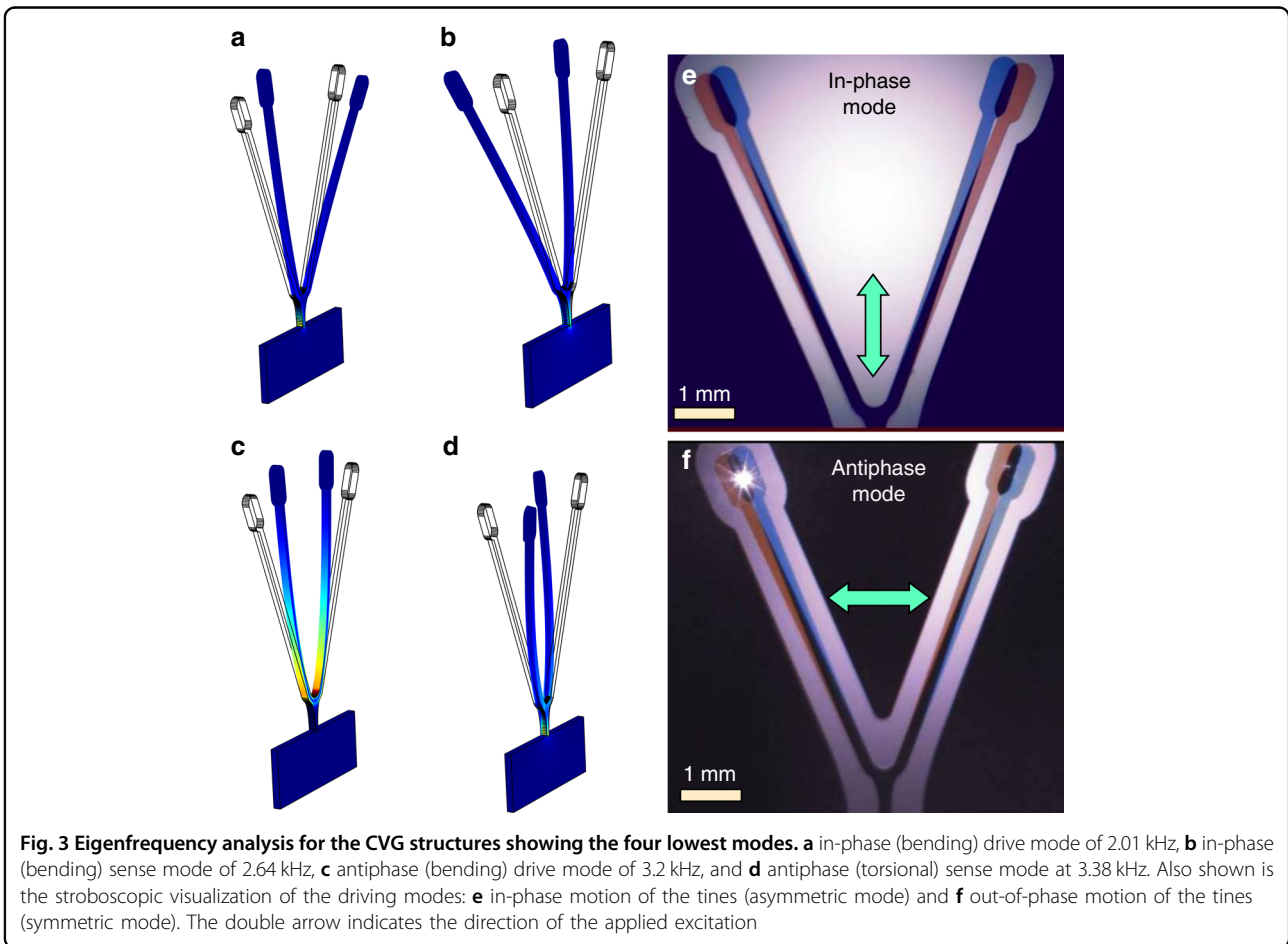 a
b
e
In-phase
mode
1 mm
c
d
f
Antiphase
mode
1 mm
Fig. 3 Eigenfrequency analysis for the CVG structures showing the four lowest modes. a in-phase (bending) drive mode of 2.01 kHz, b in-phase
(bending) sense mode of 2.64 kHz, c antiphase (bending) drive mode of 3.2 kHz, and d antiphase (torsional) sense mode at 3.38 kHz. Also shown is
the stroboscopic visualization of the driving modes: e in-phase motion of the tines (asymmetric mode) and f out-of-phase motion of the tines
(symmetric mode). The double arrow indicates the direction of the applied excitation